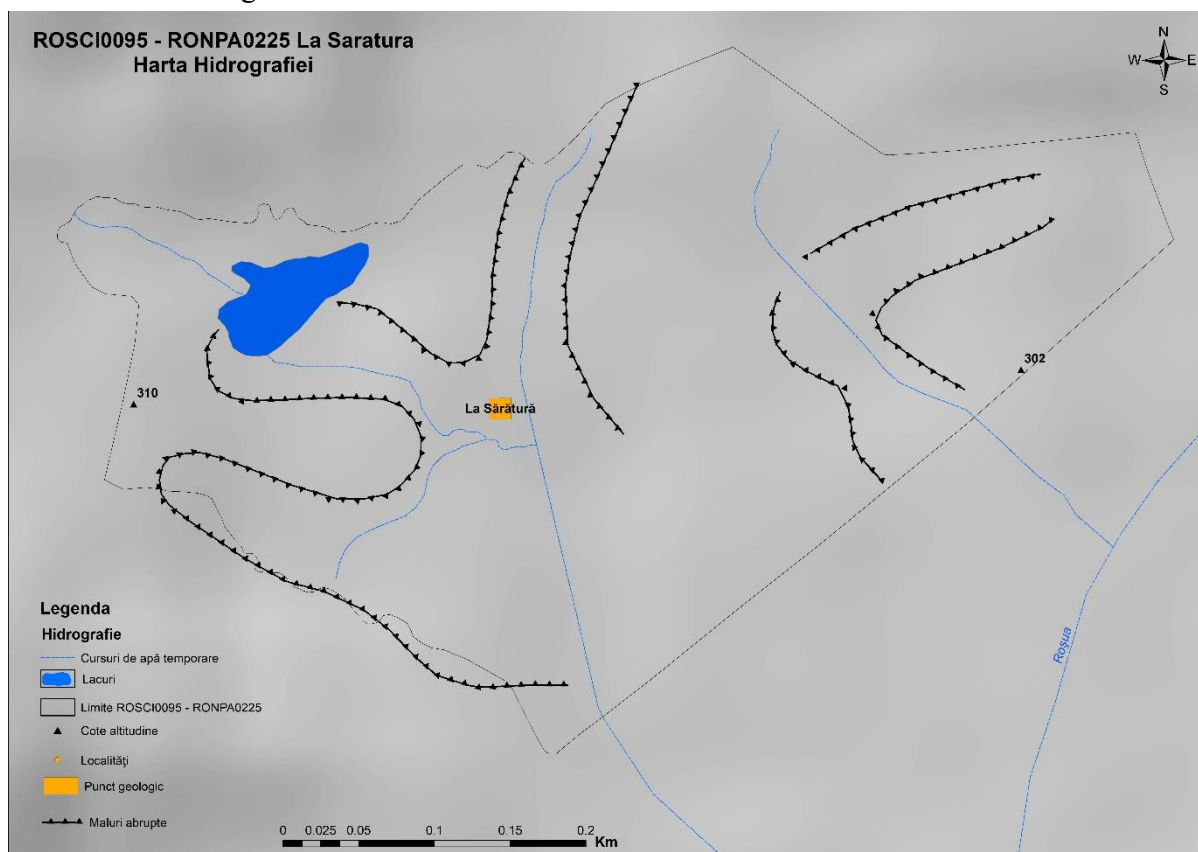 ROSCI0095 - RONPA0225 La Saratura
Harta Hidrografiei
N
W E
S
310
302
La Sărătură
Roșua
Legenda
Hidrografie
Cursuri de apă temporare
Lacuri
Limite ROSCI0095 - RONPA0225
Cote altitudine
Localități
Punct geologic
Maluri abrupte
0 0.025 0.05 0.1 0.15 0.2
Km